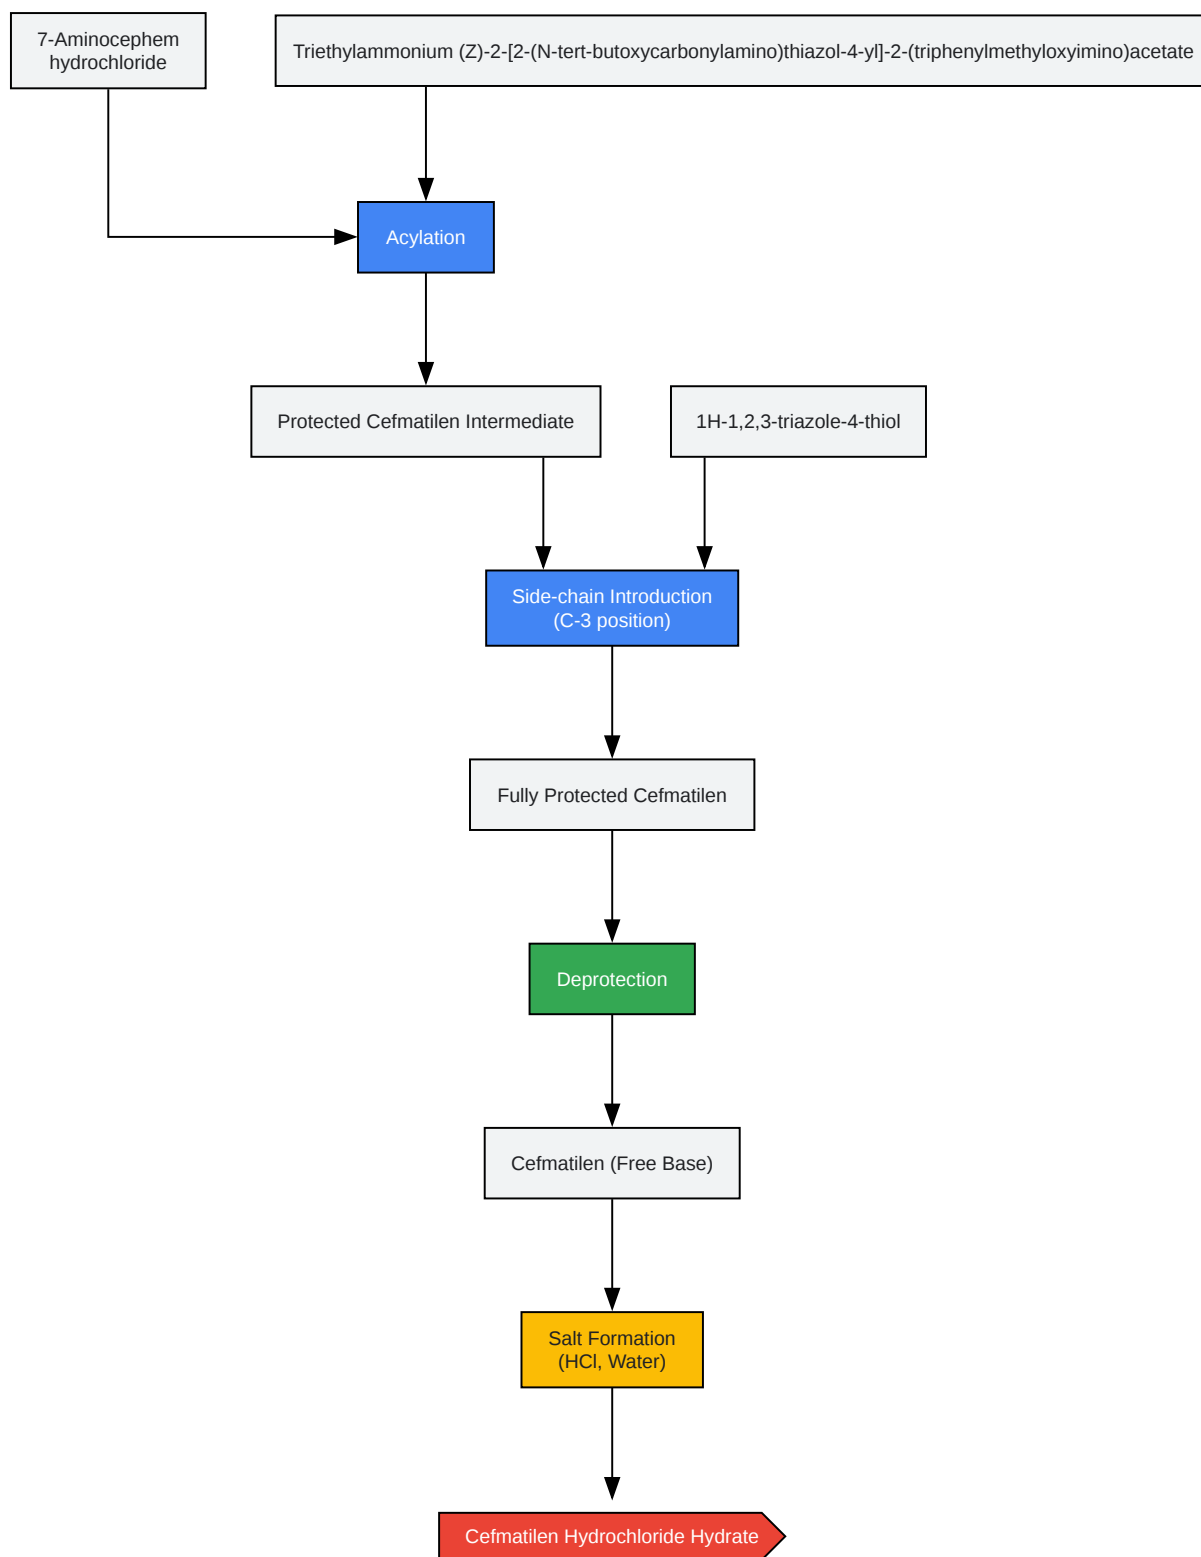 7-Aminocephem
hydrochloride
Triethylammonium (Z)-2-[2-(N-tert-butoxycarbonylamino)thiazol-4-yl]-2-(triphenylmethyloxyimino)acetate
Acylation
Protected Cefmatilen Intermediate
1H-1,2,3-triazole-4-thiol
Side-chain Introduction
(C-3 position)
Fully Protected Cefmatilen
Deprotection
Cefmatilen (Free Base)
Salt Formation
(HCl, Water)
Cefmatilen Hydrochloride Hydrate